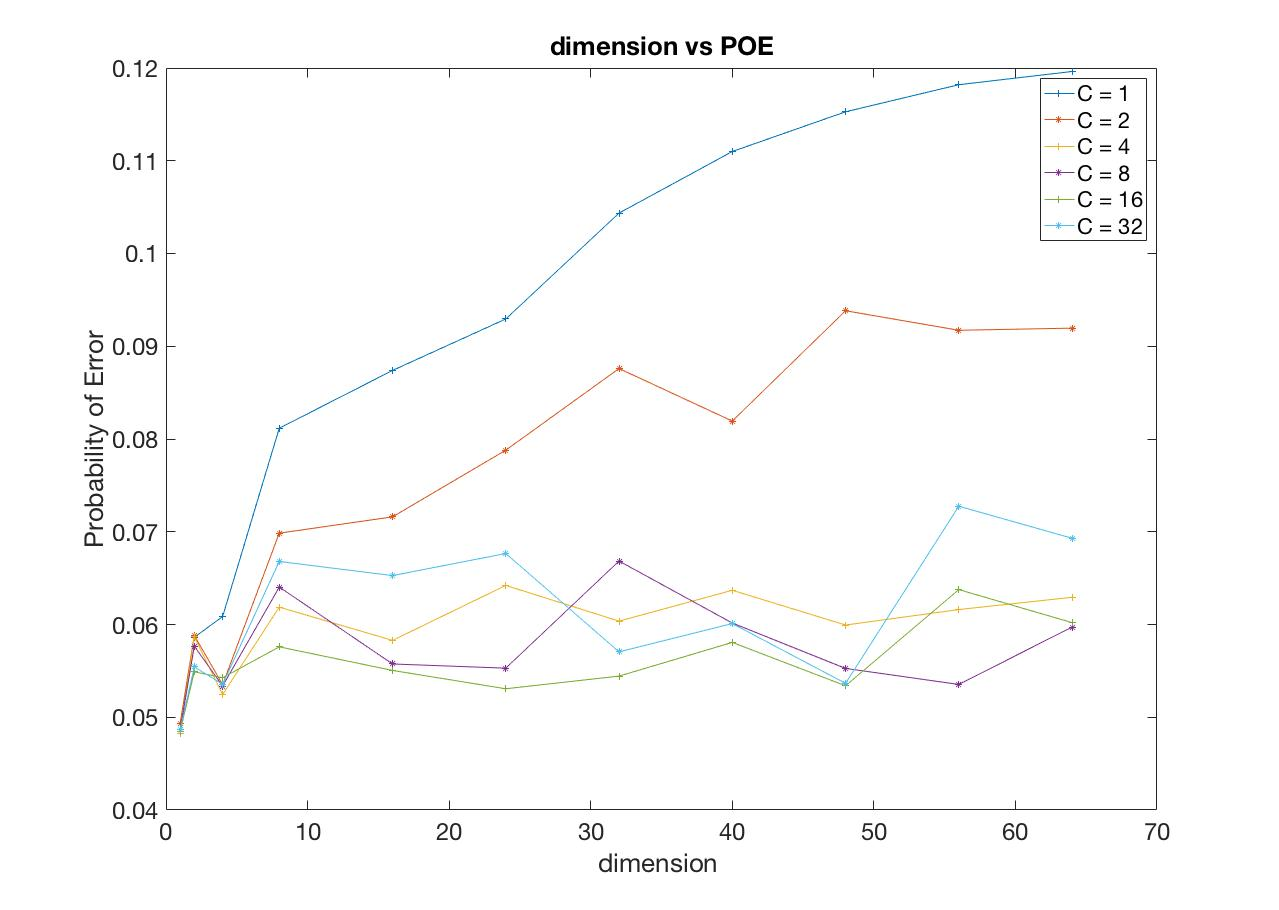 dimension vs POE
0.12
0.11
0.1
0.09
0.08
0.07
0.06
0.05
0.04
Probability of Error
C = 1
C = 2
C = 4
C = 8
C = 16
C = 32
0 10 20 30 40 50 60 70
dimension